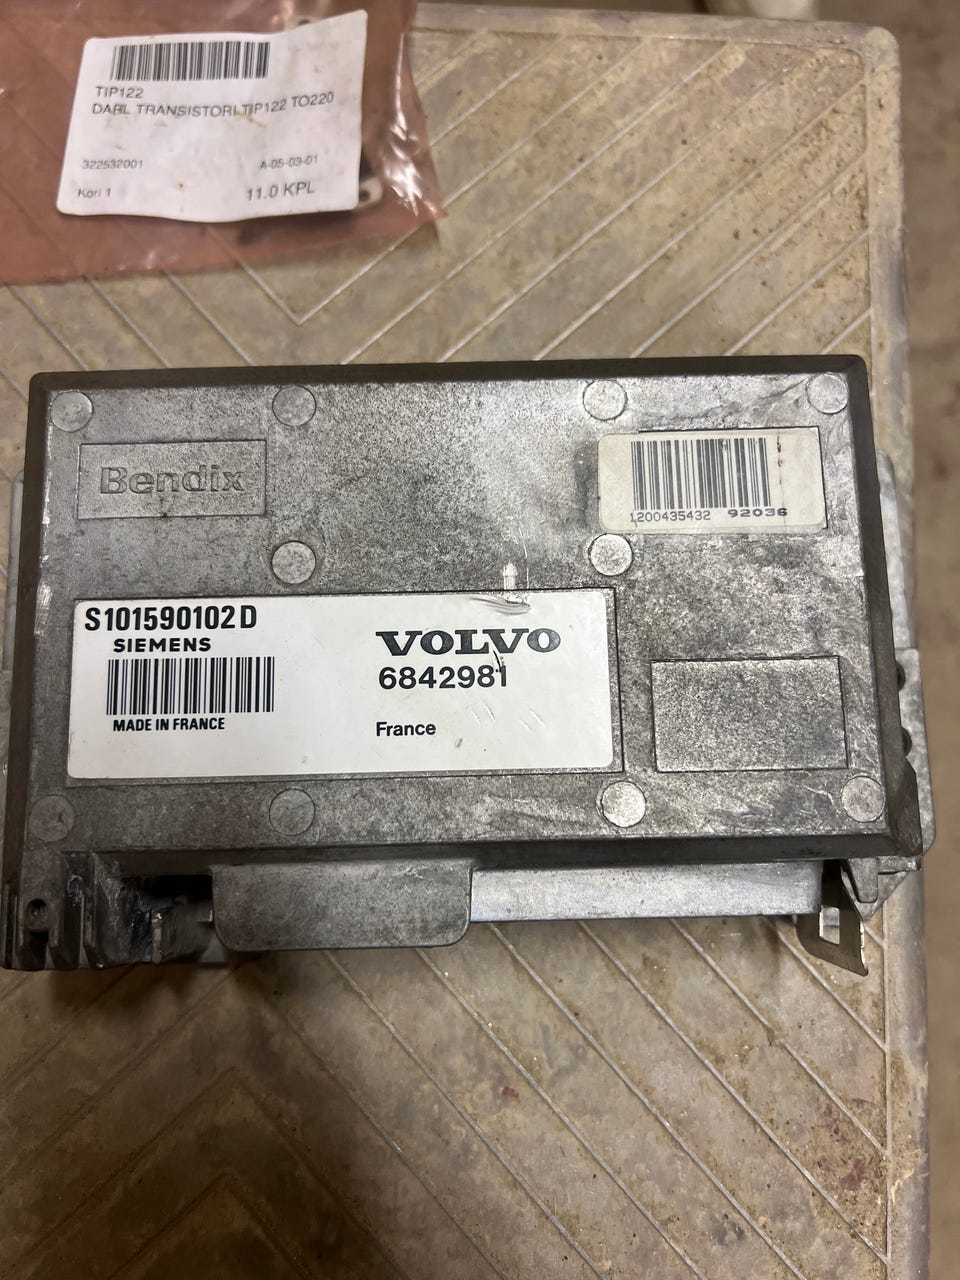 TIP122
DARL TRANSISTORI TIP122 TO220
322532001 A-05-03-01
Kori 1 11.0 KPL
Bendix
1200435432 92036
S101590102D
SIEMENS
MADE IN FRANCE
VOLVO
6842981
France